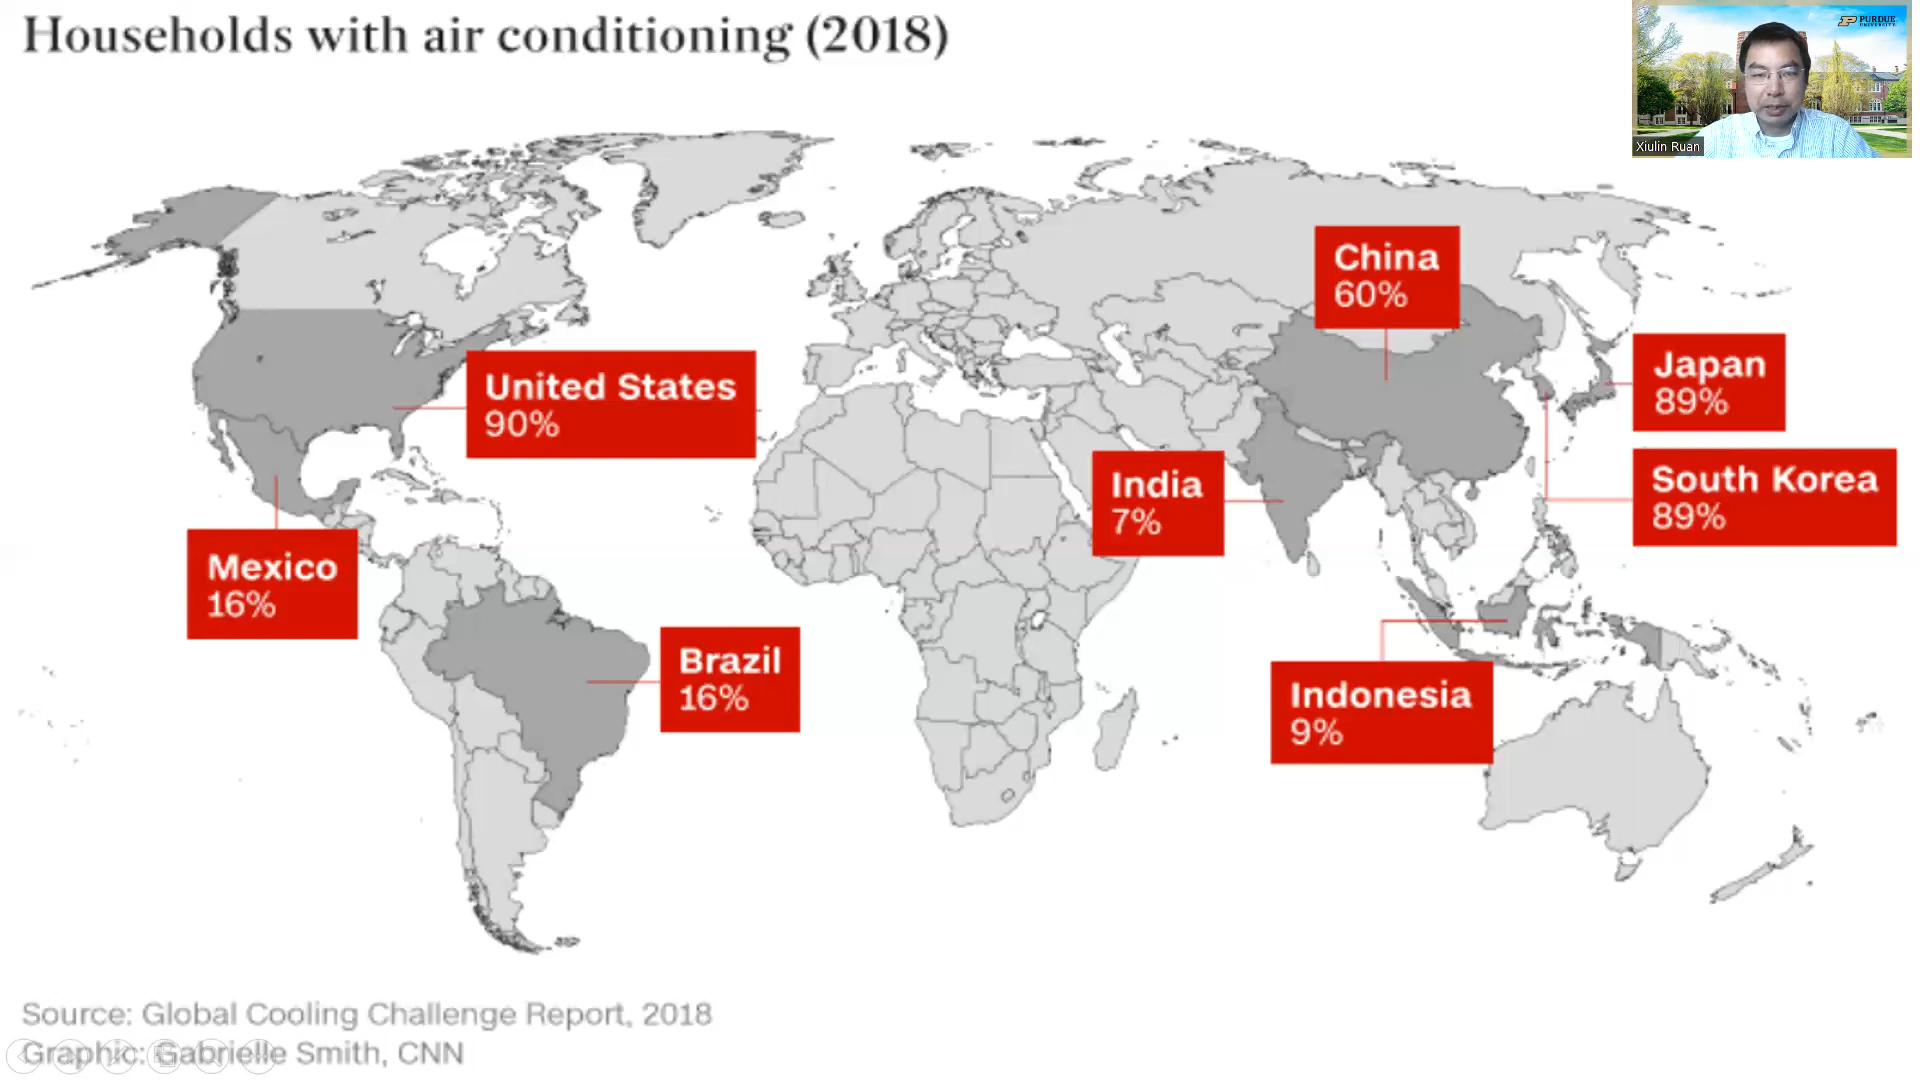 Households with air conditioning (2018)
PURDUE
UNIVERSITY
Xiulin Ruan
China
60%
Japan
89%
United States
90%
South Korea
89%
India
7%
Mexico
16%
Brazil
16%
Indonesia
9%
Source: Global Cooling Challenge Report, 2018
Graphic: Gabrielle Smith, CNN